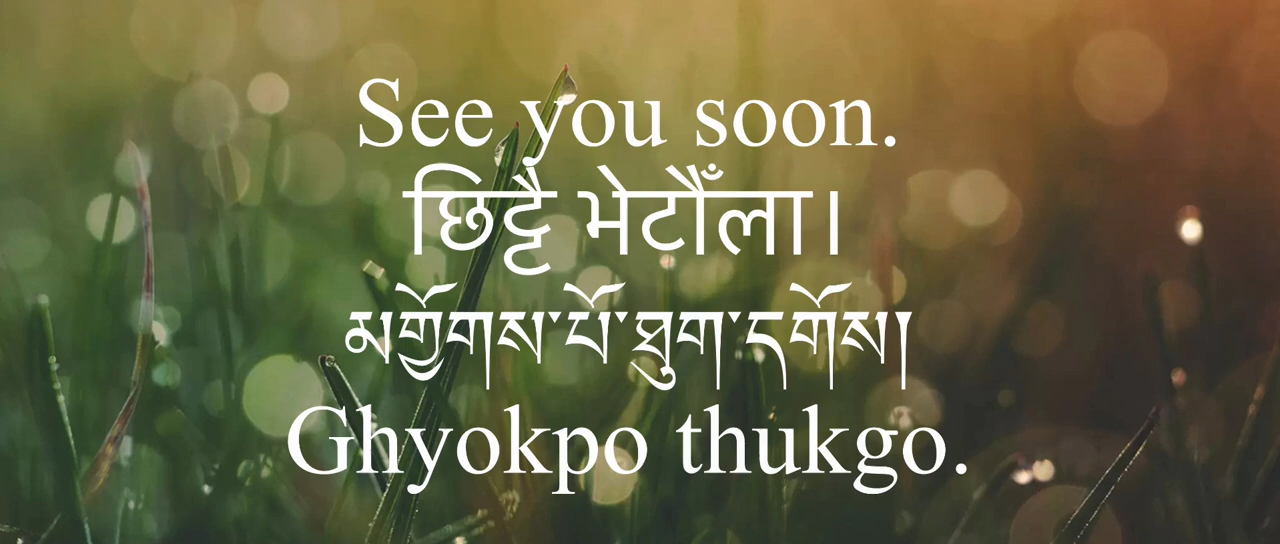 See you soon.
छिट्टै भेटौँला।
མགྱོགས་པོ་ཐུག་དགོས།
Ghyokpo thukgo.